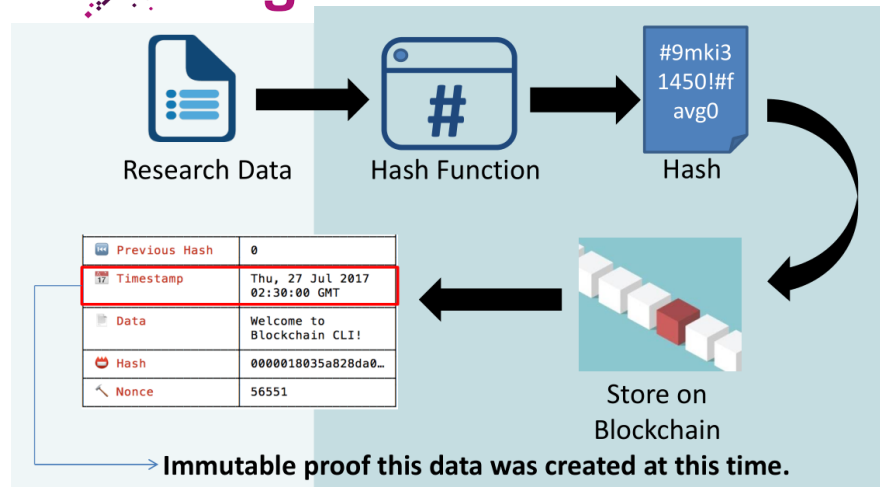 #9mki3
1450!#f
avg0
#
Research Data
Hash Function
Hash
Previous Hash 0
17 Timestamp Thu, 27 Jul 2017
02:30:00 GMT
Data Welcome to
Blockchain CLI!
Hash 0000018035a828da0…
Nonce 56551
Store on
Blockchain
Immutable proof this data was created at this time.